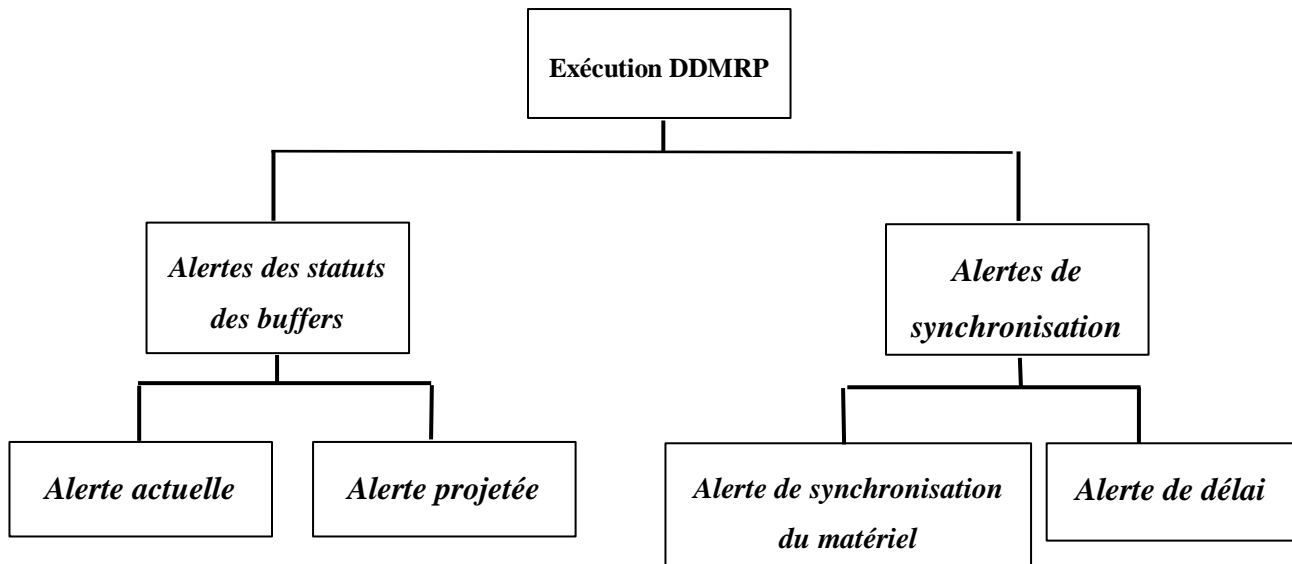 Exécution DDMRP
Alertes des statuts
des buffers
Alertes de
synchronisation
Alerte actuelle
Alerte projetée
Alerte de synchronisation
du matériel
Alerte de délai